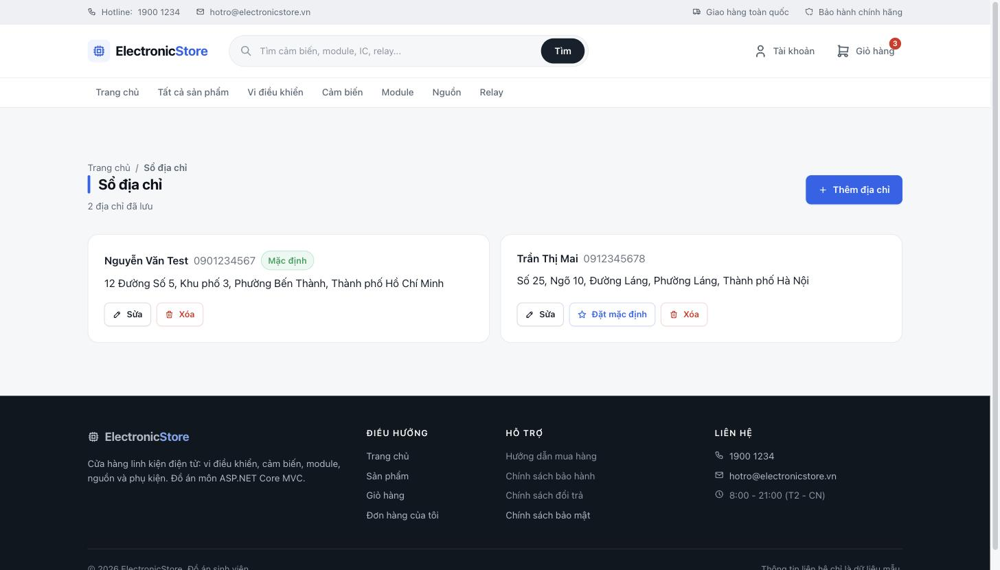 Hotline: 1900 1234 hotro@electronicstore.vn Giao hàng toàn quốc Bảo hành chính hãng
ElectronicStore Tìm cảm biến, module, IC, relay... Tìm Tài khoản Giỏ hàng 3
Trang chủ Tất cả sản phẩm Vi điều khiển Cảm biến Module Nguồn Relay
Trang chủ / Sổ địa chỉ
Sổ địa chỉ
+ Thêm địa chỉ
2 địa chỉ đã lưu
Nguyễn Văn Test 0901234567 Mặc định
12 Đường Số 5, Khu phố 3, Phường Bến Thành, Thành phố Hồ Chí Minh
Sửa Xóa
Trần Thị Mai 0912345678
Số 25, Ngõ 10, Đường Láng, Phường Láng, Thành phố Hà Nội
Sửa Đặt mặc định Xóa
ElectronicStore
Cửa hàng linh kiện điện tử: vi điều khiển, cảm biến, module,
nguồn và phụ kiện. Đồ án môn ASP.NET Core MVC.
ĐIỀU HƯỚNG
Trang chủ
Sản phẩm
Giỏ hàng
Đơn hàng của tôi
HỖ TRỢ
Hướng dẫn mua hàng
Chính sách bảo hành
Chính sách đổi trả
Chính sách bảo mật
LIÊN HỆ
1900 1234
hotro@electronicstore.vn
8:00 - 21:00 (T2 - CN)
© 2026 ElectronicStore. Đồ án sinh viên. Thông tin liên hệ chỉ là dữ liệu mẫu.